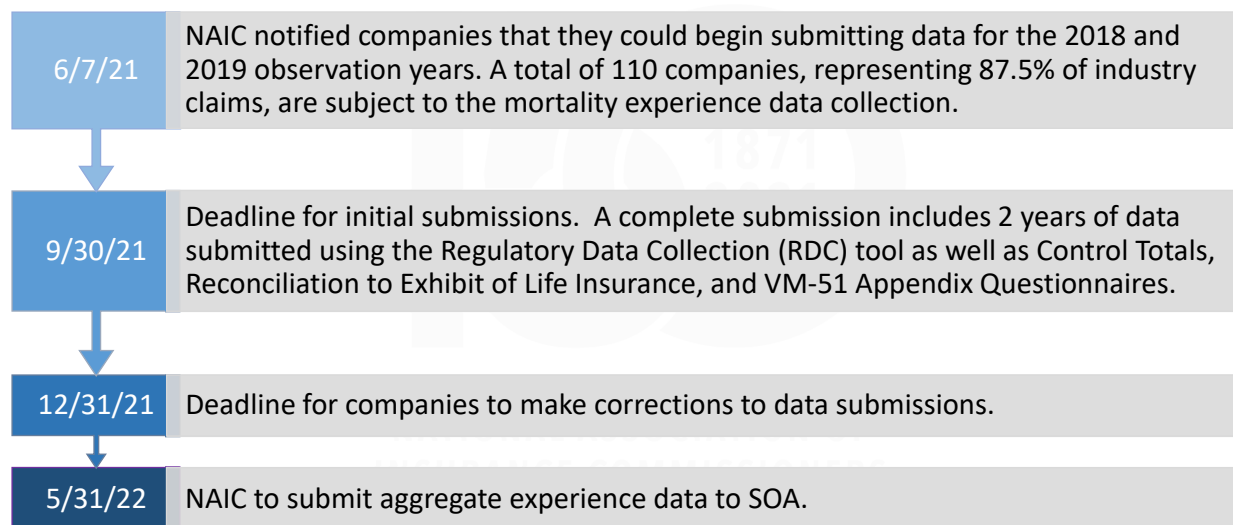 6/7/21
NAIC notified companies that they could begin submitting data for the 2018 and
2019 observation years. A total of 110 companies, representing 87.5% of industry
claims, are subject to the mortality experience data collection.
1871
9/30/21
Deadline for initial submissions.  A complete submission includes 2 years of data
submitted using the Regulatory Data Collection (RDC) tool as well as Control Totals,
Reconciliation to Exhibit of Life Insurance, and VM-51 Appendix Questionnaires.
12/31/21
Deadline for companies to make corrections to data submissions.
INSURANCE COMMISSIONERS
5/31/22
NAIC to submit aggregate experience data to SOA.